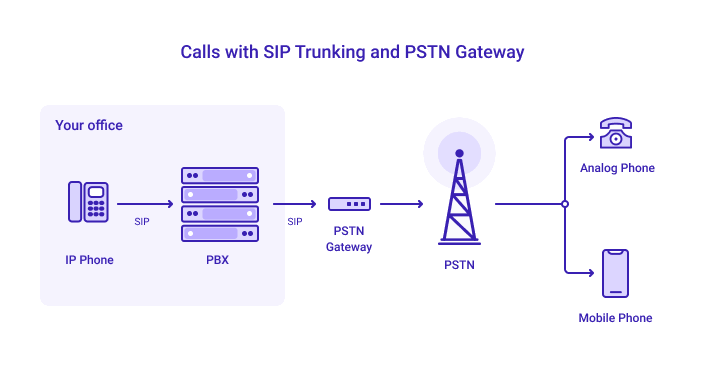 Calls with SIP Trunking and PSTN Gateway
Your office
IP Phone
SIP
PBX
SIP
PSTN
Gateway
PSTN
Analog Phone
Mobile Phone